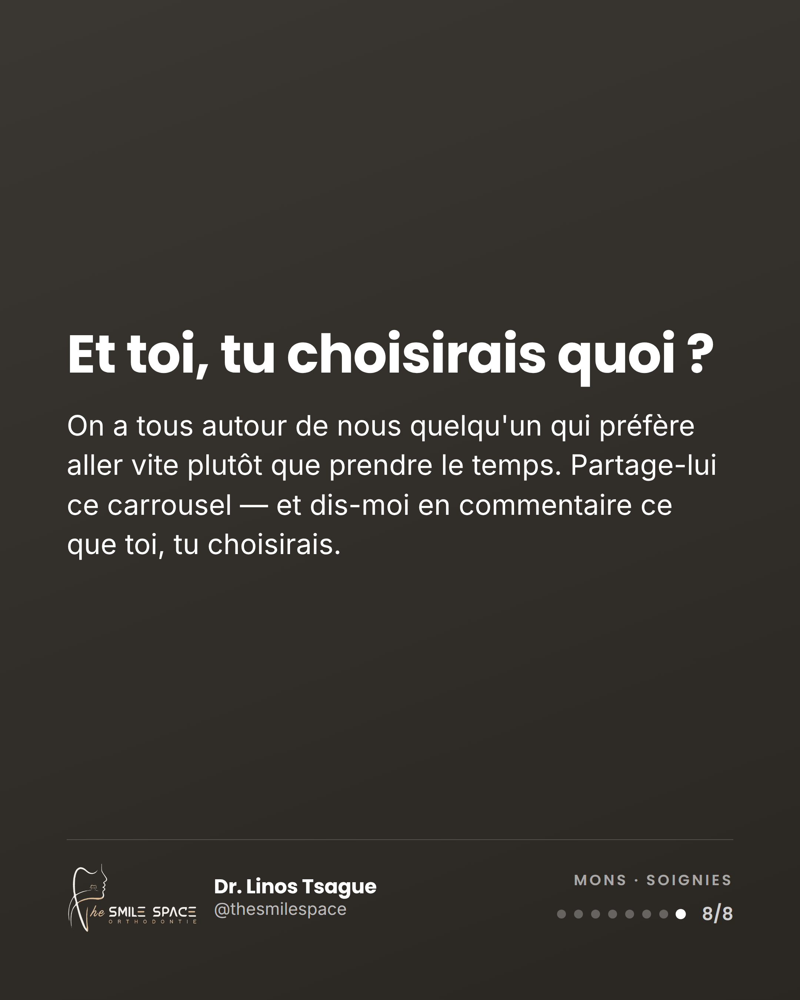 Et toi, tu choisirais quoi ?
On a tous autour de nous quelqu'un qui préfère
aller vite plutôt que prendre le temps. Partage-lui
ce carrousel — et dis-moi en commentaire ce
que toi, tu choisirais.
The SMILE SPACE
ORTHODONTIE
Dr. Linos Tsague
@thesmilespace
MONS · SOIGNIES
8/8